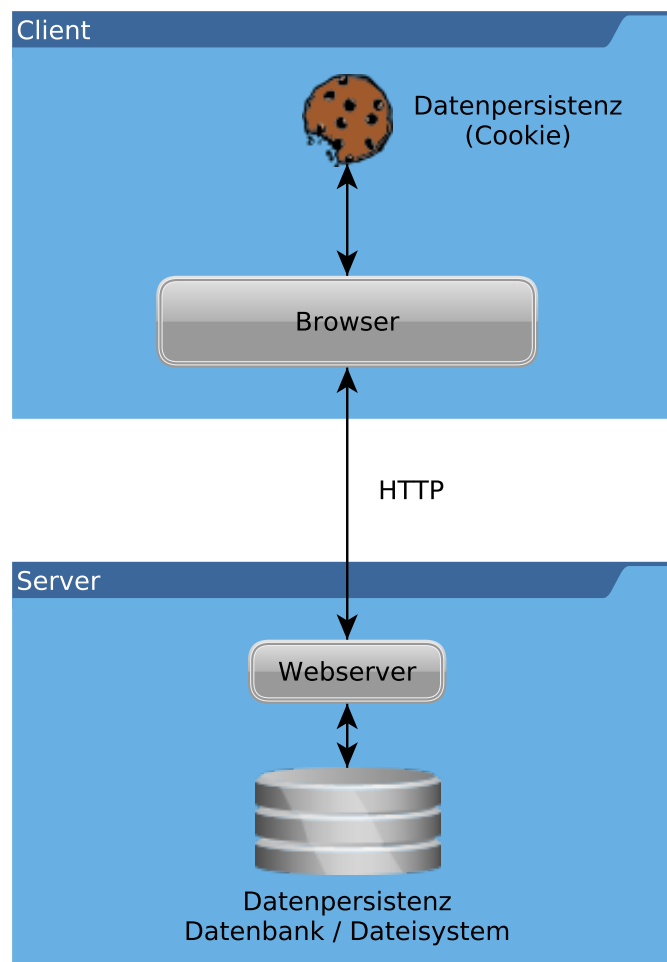 Client
Datenpersistenz
(Cookie)
Browser
HTTP
Server
Webserver
Datenpersistenz
Datenbank / Dateisystem